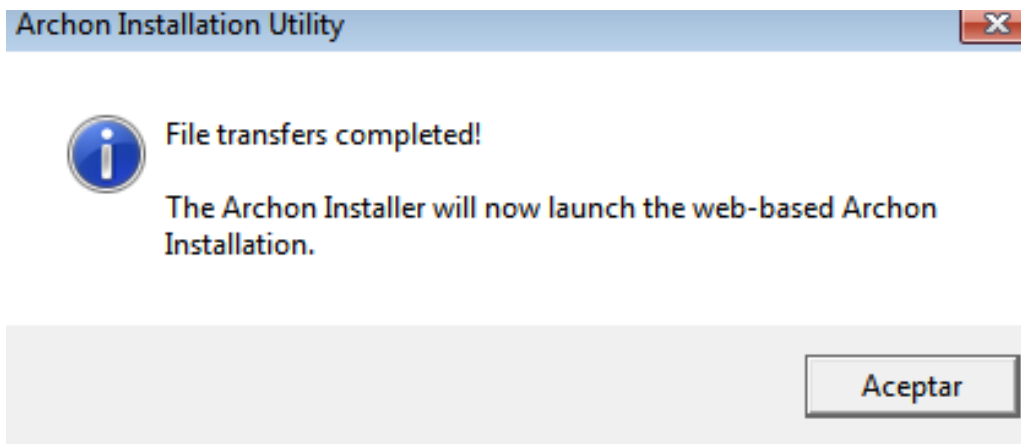 Archon Installation Utility
File transfers completed!
The Archon Installer will now launch the web-based Archon
Installation.
Aceptar